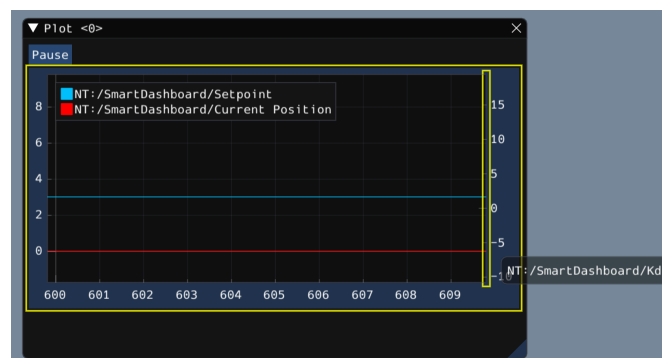 ▼ Plot <0>
Pause
NT:/SmartDashboard/Setpoint
NT:/SmartDashboard/Current Position
8
6
4
2
0
15
10
5
0
-5
-10
NT:/SmartDashboard/Kd
600 601 602 603 604 605 606 607 608 609